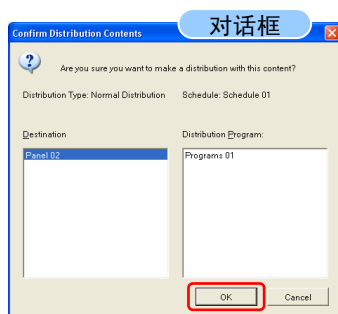 Confirm Distribution Contents
对话框
Are you sure you want to make a distribution with this content?
Distribution Type: Normal Distribution
Schedule: Schedule 01
Destination
Distribution Program:
Panel 02
Programs 01
OK
Cancel